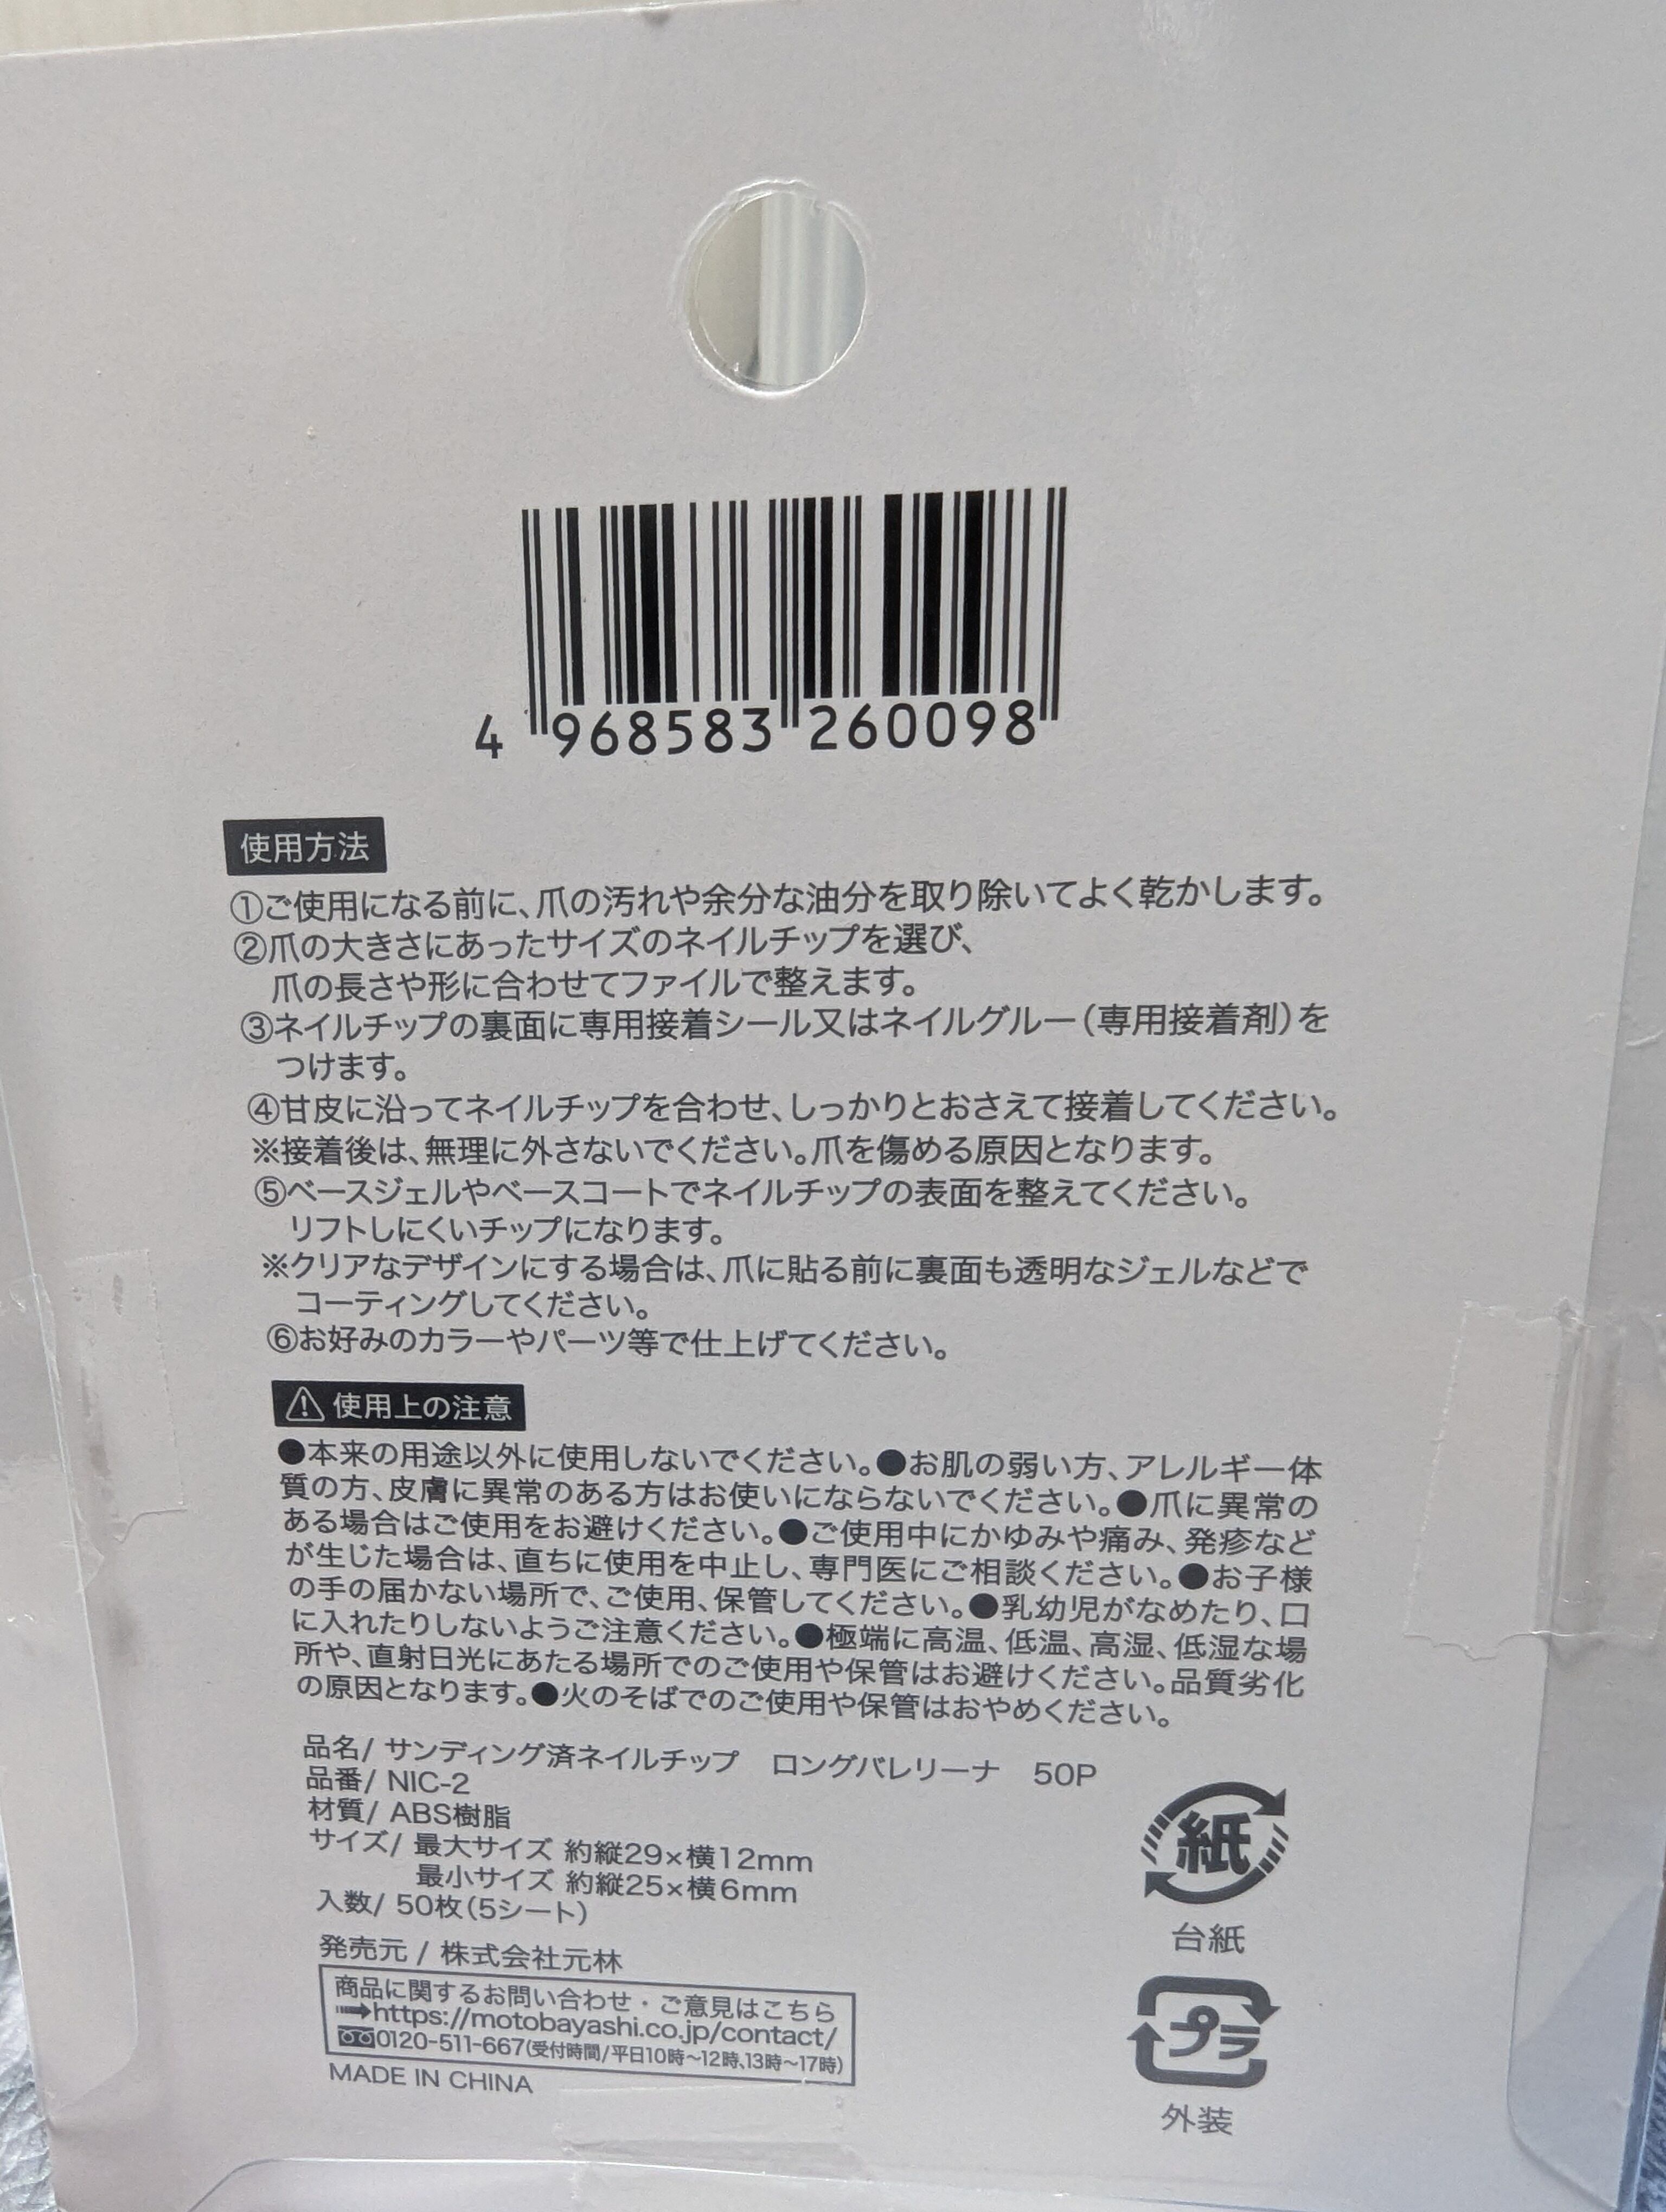 4 968583 260098
使用方法
①ご使用になる前に、爪の汚れや余分な油分を取り除いてよく乾かします。
②爪の大きさにあったサイズのネイルチップを選び、
爪の長さや形に合わせてファイルで整えます。
③ネイルチップの裏面に専用接着シール又はネイルグルー(専用接着剤)を
つけます。
④甘皮に沿ってネイルチップを合わせ、しっかりとおさえて接着してください。
※接着後は、無理に外さないでください。爪を傷める原因となります。
⑤ベースジェルやベースコートでネイルチップの表面を整えてください。
リフトしにくいチップになります。
※クリアなデザインにする場合は、爪に貼る前に裏面も透明なジェルなどで
コーティングしてください。
⑥お好みのカラーやパーツ等で仕上げてください。
⚠ 使用上の注意
●本来の用途以外に使用しないでください。●お肌の弱い方、アレルギー体
質の方、皮膚に異常のある方はお使いにならないでください。●爪に異常の
ある場合はご使用をお避けください。●ご使用中にかゆみや痛み、発疹など
が生じた場合は、直ちに使用を中止し、専門医にご相談ください。●お子様
の手の届かない場所で、ご使用、保管してください。●乳幼児がなめたり、口
に入れたりしないようご注意ください。●極端に高温、低温、高湿、低湿な場
所や、直射日光にあたる場所でのご使用や保管はお避けください。品質劣化
の原因となります。●火のそばでのご使用や保管はおやめください。
品名/ サンディング済ネイルチップ ロングバレリーナ 50P
品番/ NIC-2
材質/ ABS樹脂
サイズ/ 最大サイズ 約縦29×横12mm
最小サイズ 約縦25×横6mm
入数/ 50枚(5シート)
発売元 / 株式会社元林
商品に関するお問い合わせ・ご意見はこちら
➡https://motobayashi.co.jp/contact/
0120-511-667(受付時間/平日10時〜12時、13時〜17時)
MADE IN CHINA
紙
台紙
プラ
外装